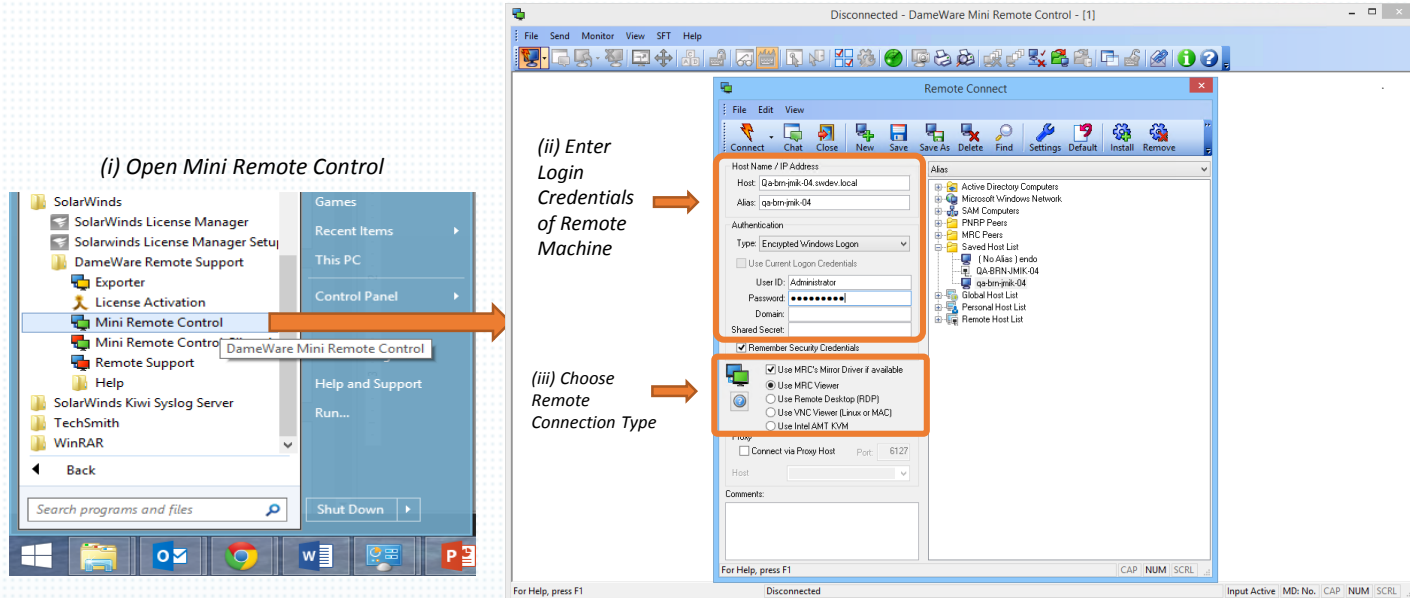 (i) Open Mini Remote Control
SolarWinds
SolarWinds License Manager
Solarwinds License Manager Setup
DameWare Remote Support
Exporter
License Activation
Mini Remote Control
Mini Remote Control
DameWare Mini Remote Control
Remote Support
Help
SolarWinds Kiwi Syslog Server
TechSmith
WinRAR
Back
Search programs and files
Games
Recent Items
This PC
Control Panel
Help and Support
Run...
Shut Down
(ii) Enter
Login
Credentials
of Remote
Machine
(iii) Choose
Remote
Connection Type
Disconnected - DameWare Mini Remote Control - [1]
File Send Monitor View SFT Help
Remote Connect
File Edit View
Connect Chat Close New Save Save As Delete Find Settings Default Install Remove
Host Name / IP Address
Host: Qa-brn-jmik-04.swdev.local
Alias: qa-brn-jmik-04
Authentication
Type: Encrypted Windows Logon
Use Current Logon Credentials
User ID: Administrator
Password: ●●●●●●●●●
Domain:
Shared Secret:
Remember Security Credentials
Use MRC's Mirror Driver if available
Use MRC Viewer
Use Remote Desktop (RDP)
Use VNC Viewer (Linux or MAC)
Use Intel AMT KVM
Proxy
Connect via Proxy Host Port: 6127
Host
Comments:
Alias
Active Directory Computers
Microsoft Windows Network
SAM Computers
PNRP Peers
MRC Peers
Saved Host List
( No Alias ) endo
QA-BRN-JMIK-04
qa-brn-jmik-04
Global Host List
Personal Host List
Remote Host List
For Help, press F1 CAP NUM SCRL
For Help, press F1 Disconnected Input Active MD: No. CAP NUM SCRL